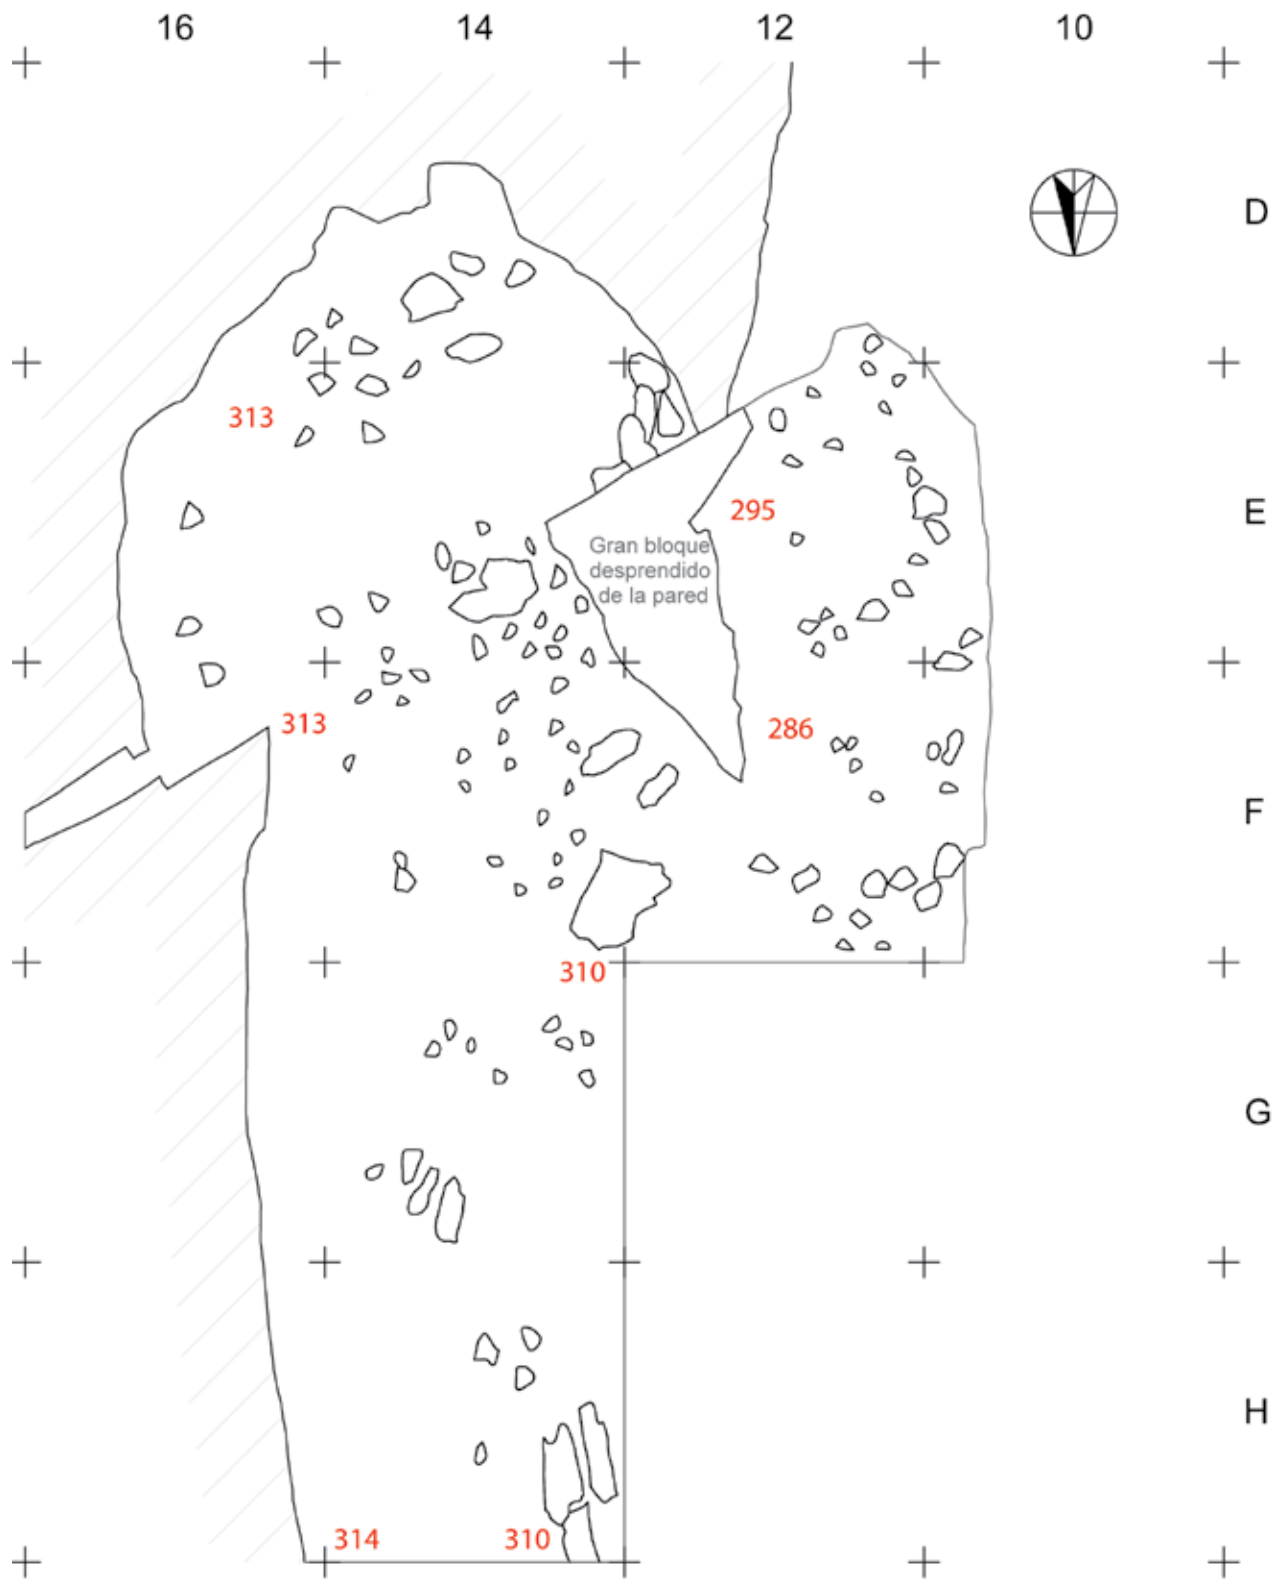 16 14 12 10
D
313
295
E
Gran bloque
desprendido
de la pared
313
286
F
310
G
H
314 310